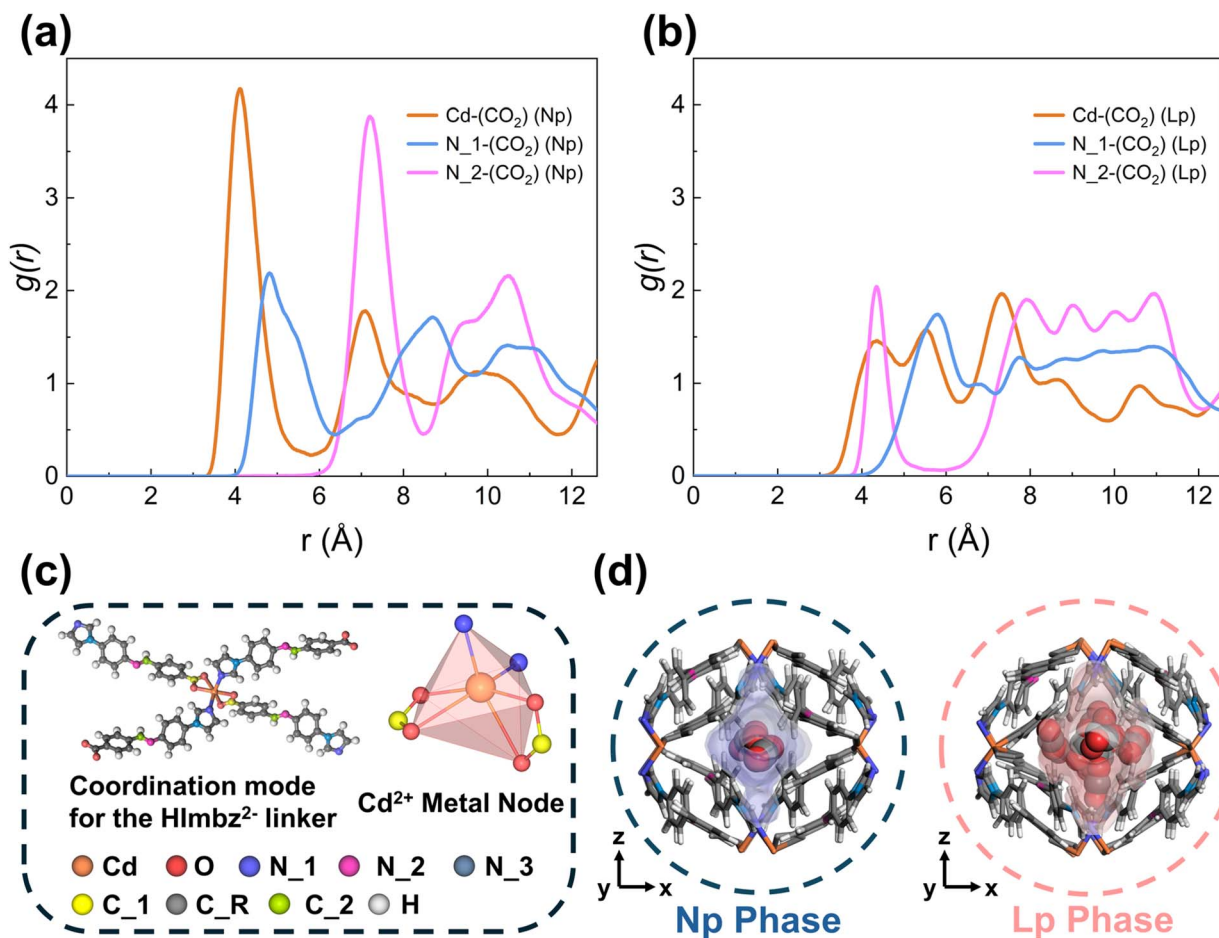 (a)
4
3
2
1
0
0 2 4 6 8 10 12
g(r)
r (Å)
Cd-(CO₂) (Np)
N_1-(CO₂) (Np)
N_2-(CO₂) (Np)
(b)
4
3
2
1
0
0 2 4 6 8 10 12
g(r)
r (Å)
Cd-(CO₂) (Lp)
N_1-(CO₂) (Lp)
N_2-(CO₂) (Lp)
(c)
Coordination mode
for the HImbz²⁻ linker
Cd²⁺ Metal Node
Cd O N_1 N_2 N_3
C_1 C_R C_2 H
(d)
z
y x
Np Phase
z
y x
Lp Phase